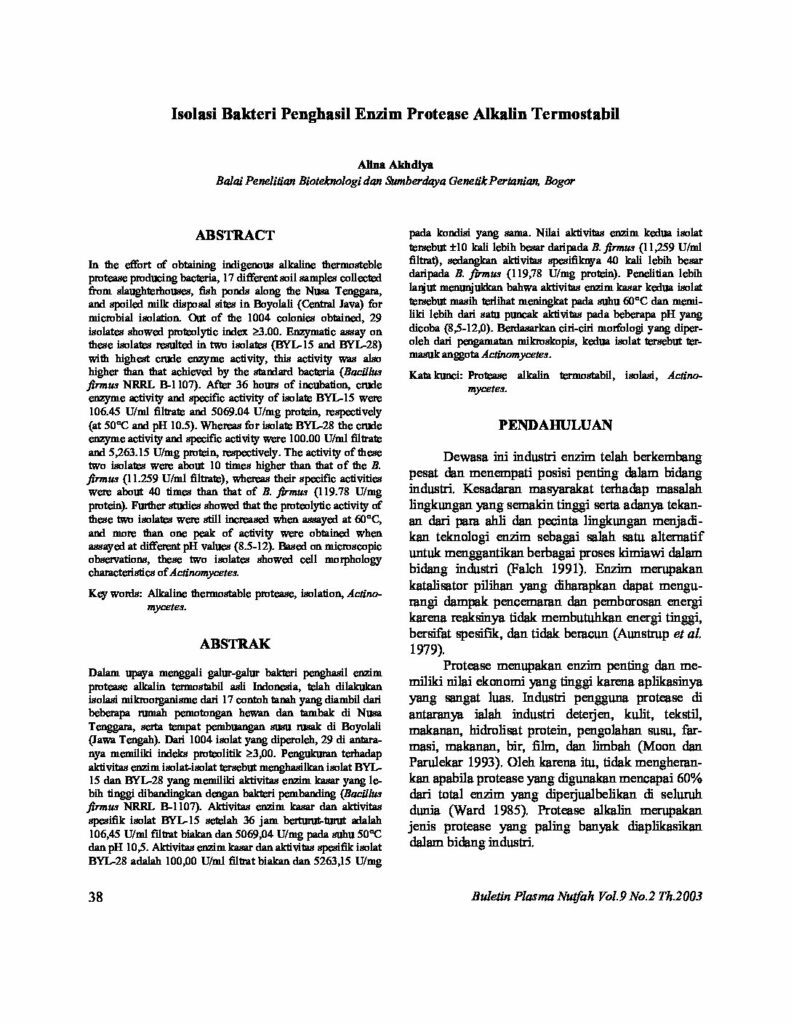 Isolasi Bakteri Penghasil Enzim Protease Alkalin Termostabil
Alina Akhdiya
Balai Penelitian Bioteknologi dan Sumberdaya Genetik Pertanian, Bogor
ABSTRACT
In the effort of obtaining indigenous alkaline thermosteble
protease producing bacteria, 17 different soil samples collected
from slaughterhouses, fish ponds along the Nusa Tenggara,
and spoiled milk disposal sites in Boyolali (Central Java) for
microbial isolation. Out of the 1004 colonies obtained, 29
isolates showed proteolytic index ≥3.00. Enzymatic assay on
these isolates resulted in two isolates (BYL-15 and BYL-28)
with highest crude enzyme activity, this activity was also
higher than that achieved by the standard bacteria (Bacillus
firmus NRRL B-1107). After 36 hours of incubation, crude
enzyme activity and specific activity of isolate BYL-15 were
106.45 U/ml filtrate and 5069.04 U/mg protein, respectively
(at 50°C and pH 10.5). Whereas for isolate BYL-28 the crude
enzyme activity and specific activity were 100.00 U/ml filtrate
and 5,263.15 U/mg protein, respectively. The activity of these
two isolates were about 10 times higher than that of the B.
firmus (11.259 U/ml filtrate), whereas their specific activities
were about 40 times than that of B. firmus (119.78 U/mg
protein). Further studies showed that the proteolytic activity of
these two isolates were still increased when assayed at 60°C,
and more than one peak of activity were obtained when
assayed at different pH values (8.5-12). Based on microscopic
observations, these two isolates showed cell morphology
characteristics of Actinomycetes.
Key words: Alkaline thermostable protease, isolation, Actino-
mycetes.
ABSTRAK
Dalam upaya menggali galur-galur bakteri penghasil enzim
protease alkalin termostabil asli Indonesia, telah dilakukan
isolasi mikroorganisme dari 17 contoh tanah yang diambil dari
beberapa rumah pemotongan hewan dan tambak di Nusa
Tenggara, serta tempat pembuangan susu rusak di Boyolali
(Jawa Tengah). Dari 1004 isolat yang diperoleh, 29 di antara-
nya memiliki indeks proteolitik ≥3,00. Pengukuran terhadap
aktivitas enzim isolat-isolat tersebut menghasilkan isolat BYL-
15 dan BYL-28 yang memiliki aktivitas enzim kasar yang le-
bih tinggi dibandingkan dengan bakteri pembanding (Bacillus
firmus NRRL B-1107). Aktivitas enzim kasar dan aktivitas
spesifik isolat BYL-15 setelah 36 jam berturut-turut adalah
106,45 U/ml filtrat biakan dan 5069,04 U/mg pada suhu 50°C
dan pH 10,5. Aktivitas enzim kasar dan aktivitas spesifik isolat
BYL-28 adalah 100,00 U/ml filtrat biakan dan 5263,15 U/mg
pada kondisi yang sama. Nilai aktivitas enzim kedua isolat
tersebut ±10 kali lebih besar daripada B. firmus (11,259 U/ml
filtrat), sedangkan aktivitas spesifiknya 40 kali lebih besar
daripada B. firmus (119,78 U/mg protein). Penelitian lebih
lanjut menunjukkan bahwa aktivitas enzim kasar kedua isolat
tersebut masih terlihat meningkat pada suhu 60°C dan memi-
liki lebih dari satu puncak aktivitas pada beberapa pH yang
dicoba (8,5-12,0). Berdasarkan ciri-ciri morfologi yang diper-
oleh dari pengamatan mikroskopis, kedua isolat tersebut ter-
masuk anggota Actinomycetes.
Kata kunci: Protease alkalin termostabil, isolasi, Actino-
mycetes.
PENDAHULUAN
Dewasa ini industri enzim telah berkembang
pesat dan menempati posisi penting dalam bidang
industri. Kesadaran masyarakat terhadap masalah
lingkungan yang semakin tinggi serta adanya tekan-
an dari para ahli dan pecinta lingkungan menjadi-
kan teknologi enzim sebagai salah satu alternatif
untuk menggantikan berbagai proses kimiawi dalam
bidang industri (Falch 1991). Enzim merupakan
katalisator pilihan yang diharapkan dapat mengu-
rangi dampak pencemaran dan pemborosan energi
karena reaksinya tidak membutuhkan energi tinggi,
bersifat spesifik, dan tidak beracun (Aunstrup et al.
1979).
Protease merupakan enzim penting dan me-
miliki nilai ekonomi yang tinggi karena aplikasinya
yang sangat luas. Industri pengguna protease di
antaranya ialah industri deterjen, kulit, tekstil,
makanan, hidrolisat protein, pengolahan susu, far-
masi, makanan, bir, film, dan limbah (Moon dan
Parulekar 1993). Oleh karena itu, tidak mengheran-
kan apabila protease yang digunakan mencapai 60%
dari total enzim yang diperjualbelikan di seluruh
dunia (Ward 1985). Protease alkalin merupakan
jenis protease yang paling banyak diaplikasikan
dalam bidang industri.
38
Buletin Plasma Nutfah Vol.9 No.2 Th.2003